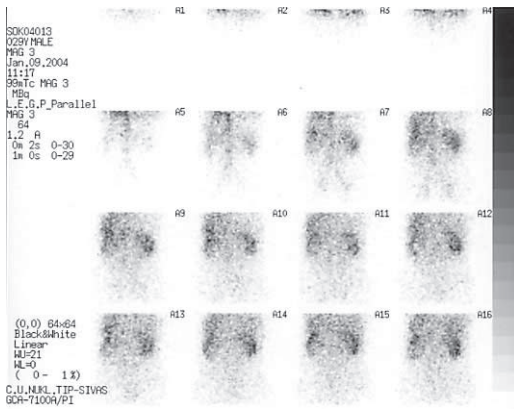 A1 A2 A3 A4
SOK04013
029Y MALE
MAG 3
Jan.09.2004
11:17
99mTc MAG 3
MBq
L.E.G.P_Parallel
MAG 3
64
1.2 A
0m 2s 0-30
1m 0s 0-29
A5 A6 A7 A8
A9 A10 A11 A12
A13 A14 A15 A16
(0,0) 64x64
Black&White
Linear
WU=21
WL=0
( 0 - 1%)
C.U.NUKL.TIP-SIVAS
GCA-7100A/PI